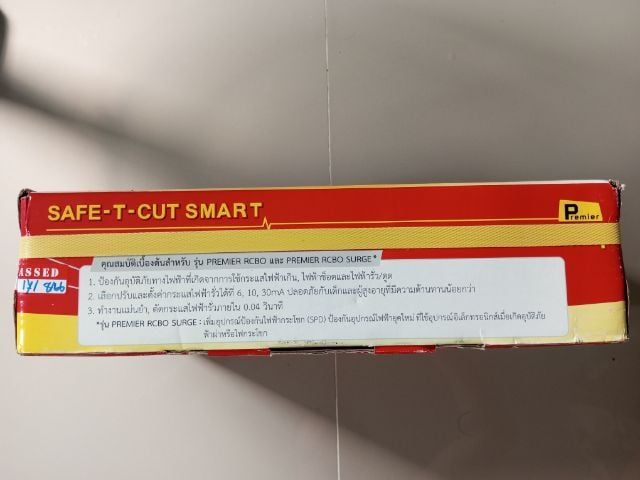 SAFE-T-CUT SMART
Premier
คุณสมบัติเบื้องต้นสำหรับ รุ่น PREMIER RCBO และ PREMIER RCBO SURGE*
ASSED
1. ป้องกันอุบัติภัยทางไฟฟ้าที่เกิดจากการใช้กระแสไฟฟ้าเกิน, ไฟฟ้าช็อตและไฟฟ้ารั่ว/ดูด
2. เลือกปรับและตั้งค่ากระแสไฟฟ้ารั่วได้ที่ 6, 10, 30mA ปลอดภัยกับเด็กและผู้สูงอายุที่มีความต้านทานน้อยกว่า
3. ทำงานแม่นยำ, ตัดกระแสไฟฟ้ารั่วภายใน 0.04 วินาที
*รุ่น PREMIER RCBO SURGE : เพิ่มอุปกรณ์ป้องกันไฟฟ้ากระโชก (SPD) ป้องกันอุปกรณ์ไฟฟ้ายุคใหม่ ที่ใช้อุปกรณ์อิเล็กทรอนิกส์เมื่อเกิดอุบัติภัย
ฟ้าผ่าหรือไฟกระโชก